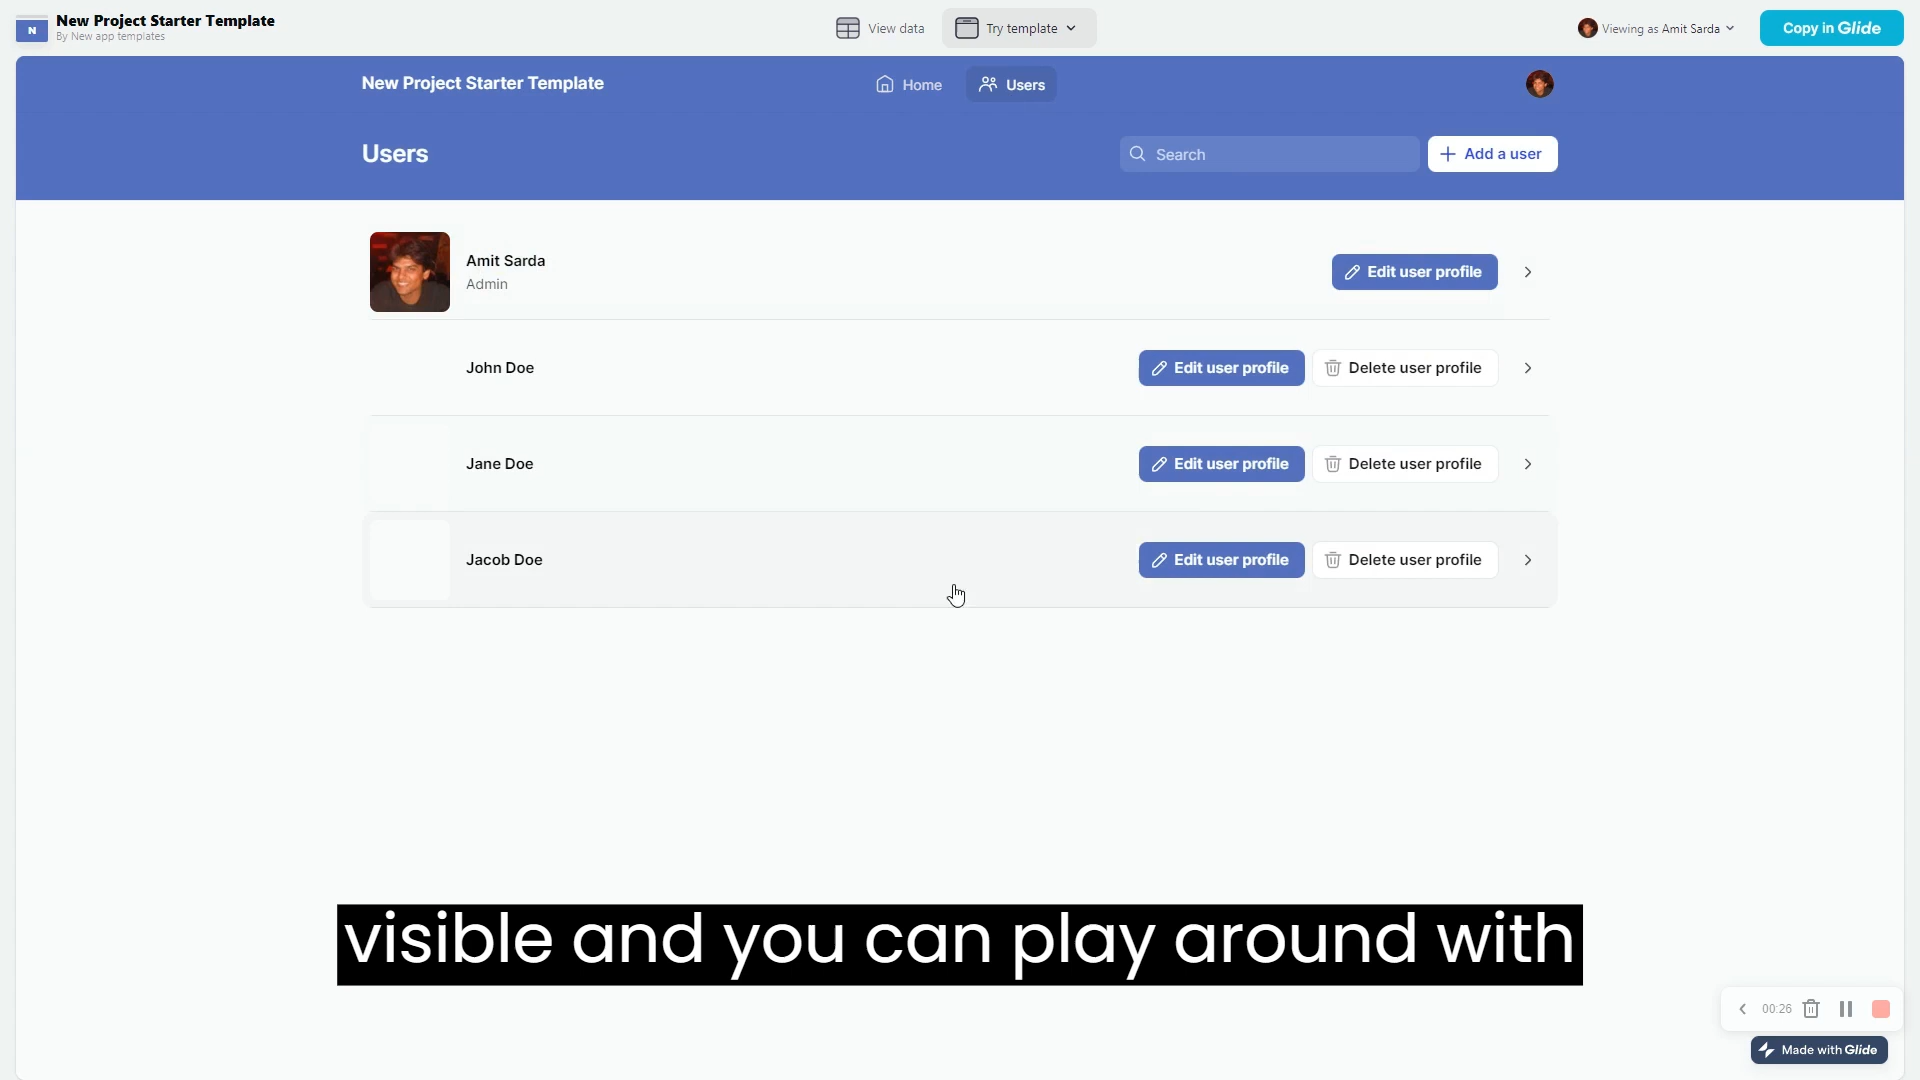 N
New Project Starter Template
By New app templates
View data
Try template
Viewing as Amit Sarda
Copy in Glide
New Project Starter Template
Home
Users
Users
Search
Add a user
Amit Sarda
Admin
Edit user profile
John Doe
Edit user profile
Delete user profile
Jane Doe
Edit user profile
Delete user profile
Jacob Doe
Edit user profile
Delete user profile
visible and you can play around with
00:26
Made with Glide